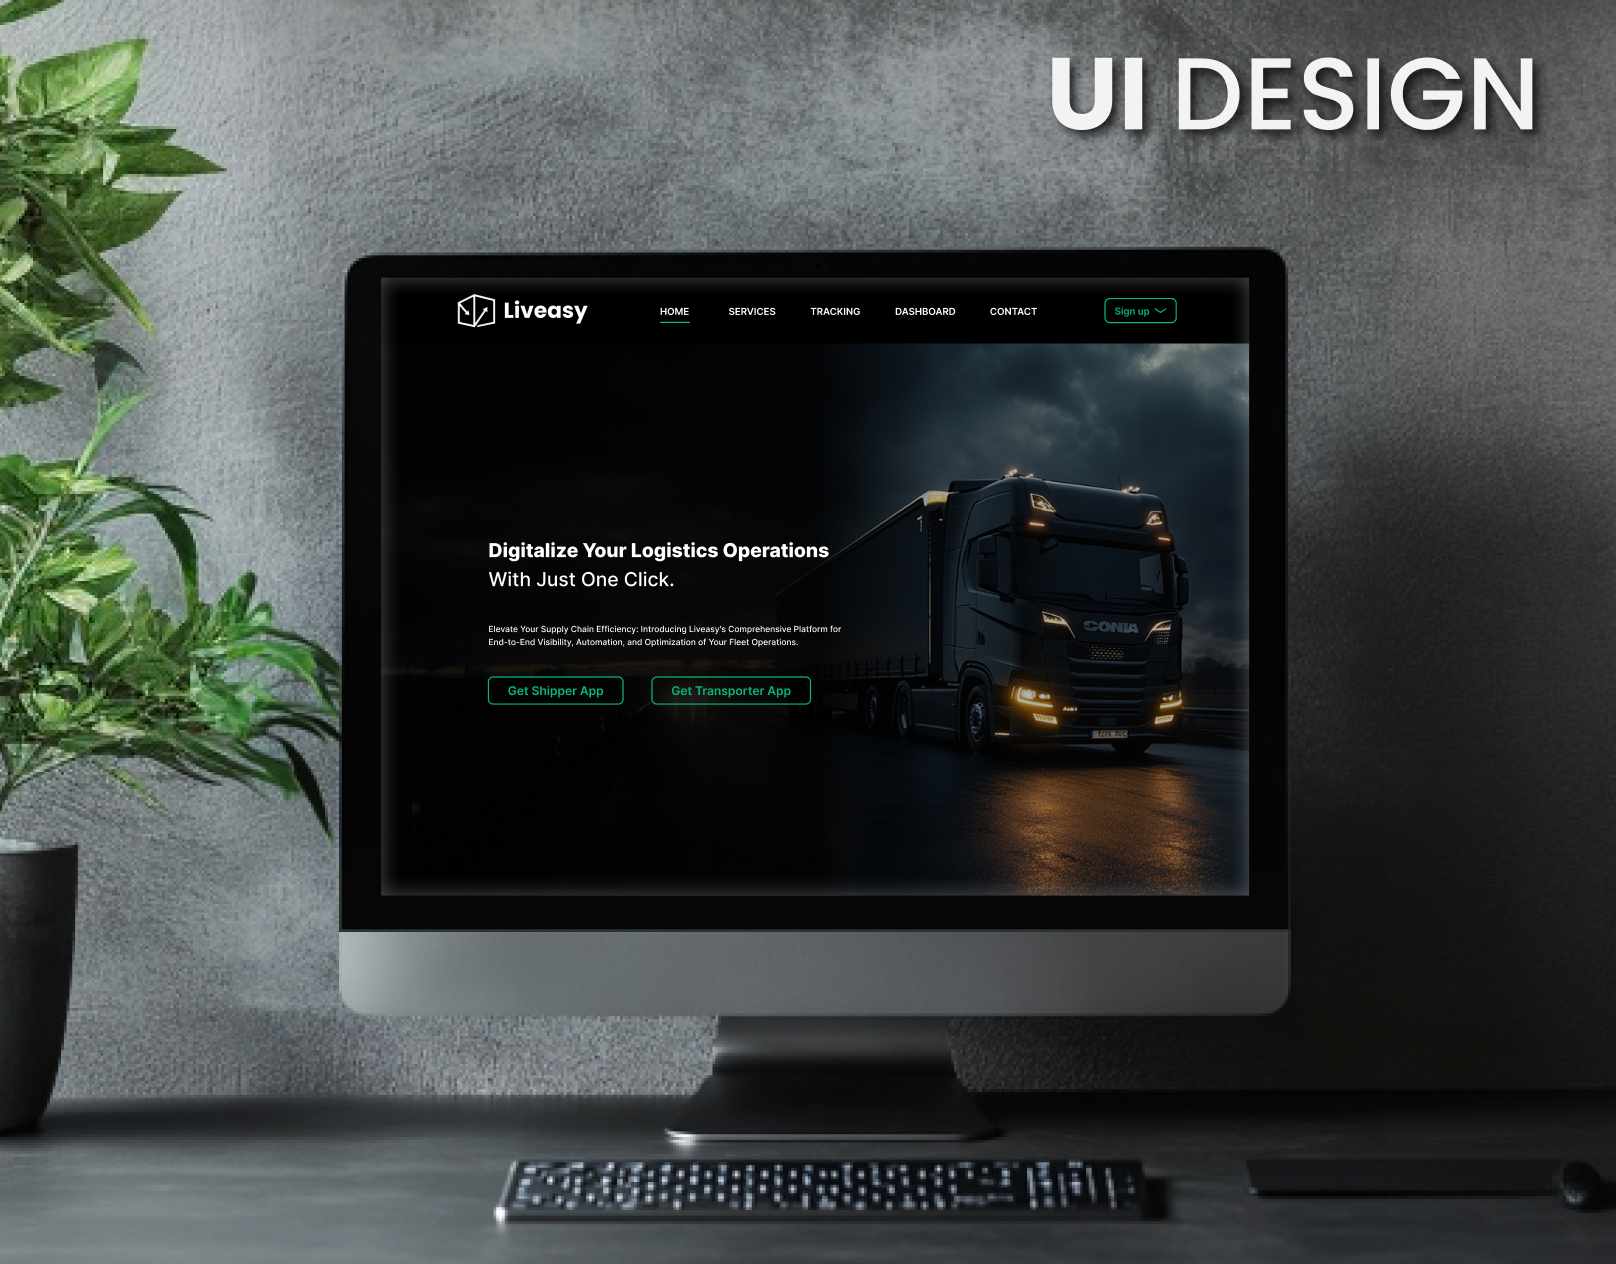 UI DESIGN
Liveasy
HOME
SERVICES
TRACKING
DASHBOARD
CONTACT
Sign up
Digitalize Your Logistics Operations
With Just One Click.
Elevate Your Supply Chain Efficiency: Introducing Liveasy's Comprehensive Platform for
End-to-End Visibility, Automation, and Optimization of Your Fleet Operations.
Get Shipper App
Get Transporter App
CONIA